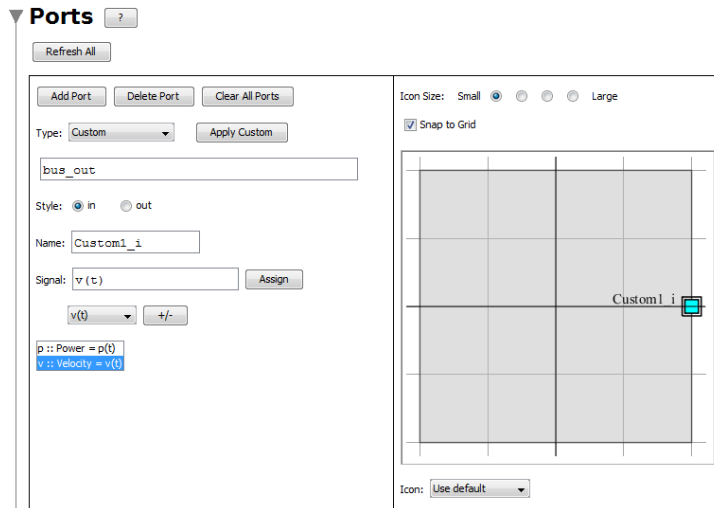 Ports ?
Refresh All
Add Port Delete Port Clear All Ports
Type: Custom Apply Custom
bus_out
Style: in out
Name: Custom1_i
Signal: v(t) Assign
v(t) +/-
p :: Power = p(t)
v :: Velocity = v(t)
Icon Size: Small Large
Snap to Grid
Custom1_i
Icon: Use default